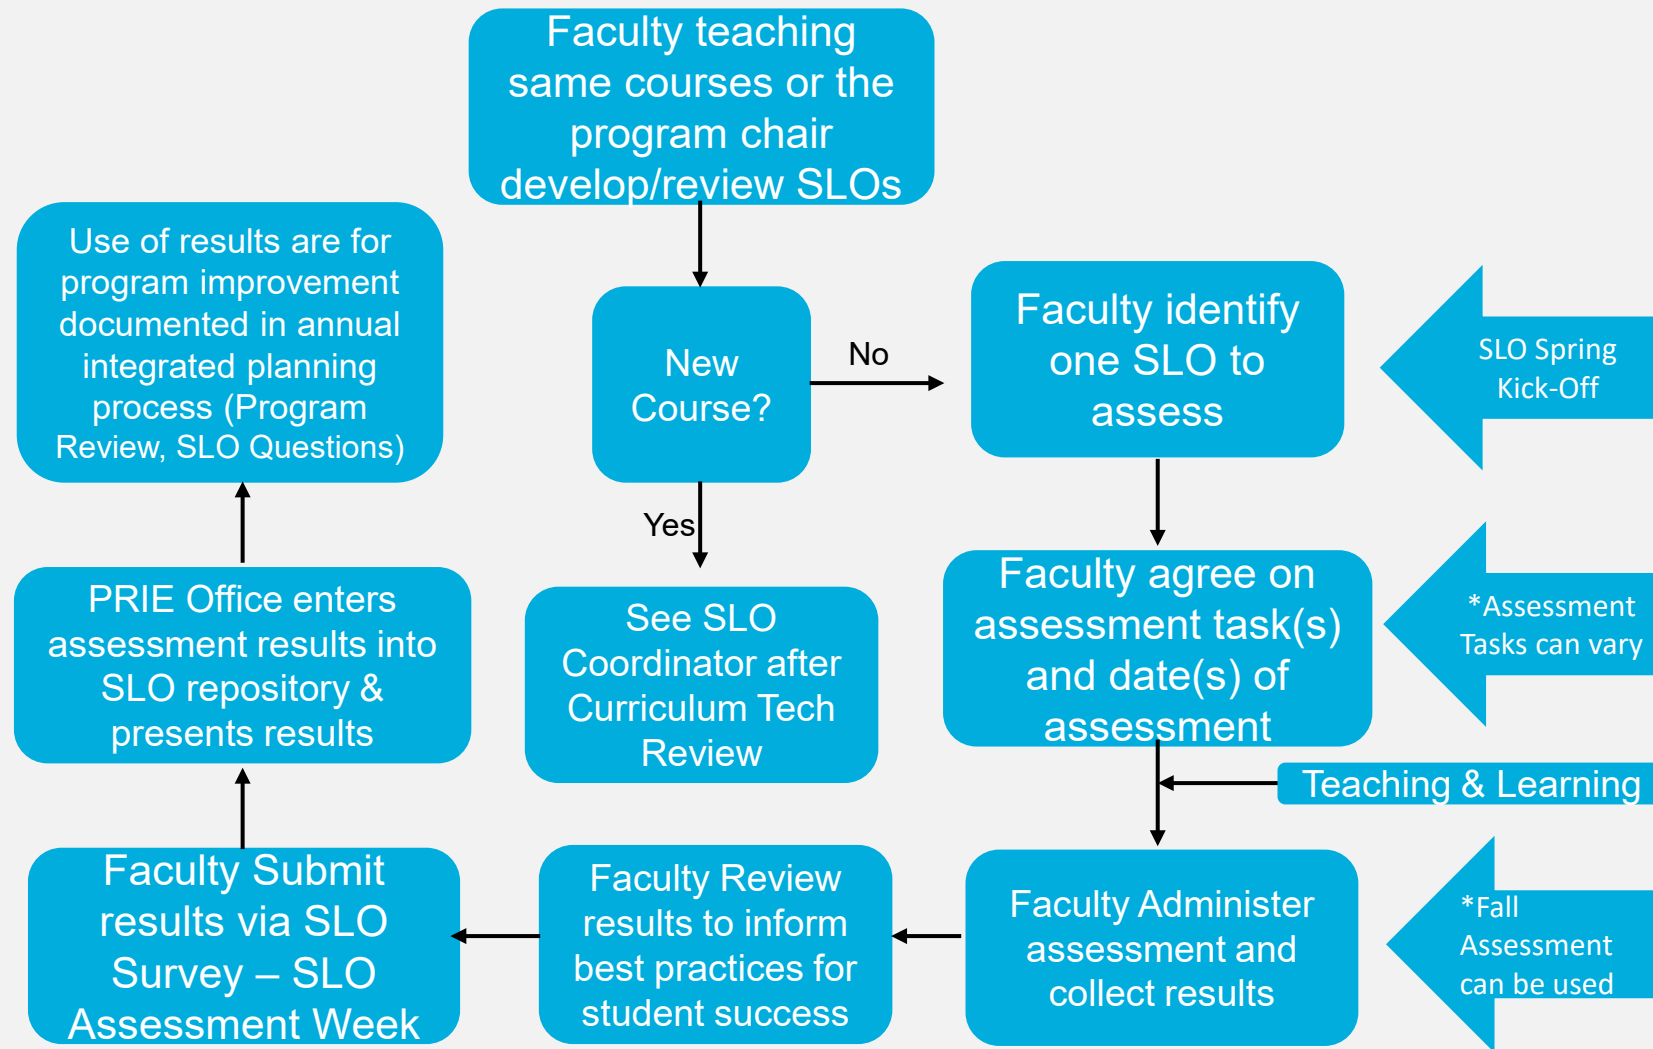 Faculty teaching
same courses or the
program chair
develop/review SLOs
Use of results are for
program improvement
documented in annual
integrated planning
process (Program
Review, SLO Questions)
New
Course?
No
Yes
Faculty identify
one SLO to
assess
SLO Spring
Kick-Off
PRIE Office enters
assessment results into
SLO repository &
presents results
See SLO
Coordinator after
Curriculum Tech
Review
Faculty agree on
assessment task(s)
and date(s) of
assessment
*Assessment
Tasks can vary
Teaching & Learning
Faculty Submit
results via SLO
Survey – SLO
Assessment Week
Faculty Review
results to inform
best practices for
student success
Faculty Administer
assessment and
collect results
*Fall
Assessment
can be used